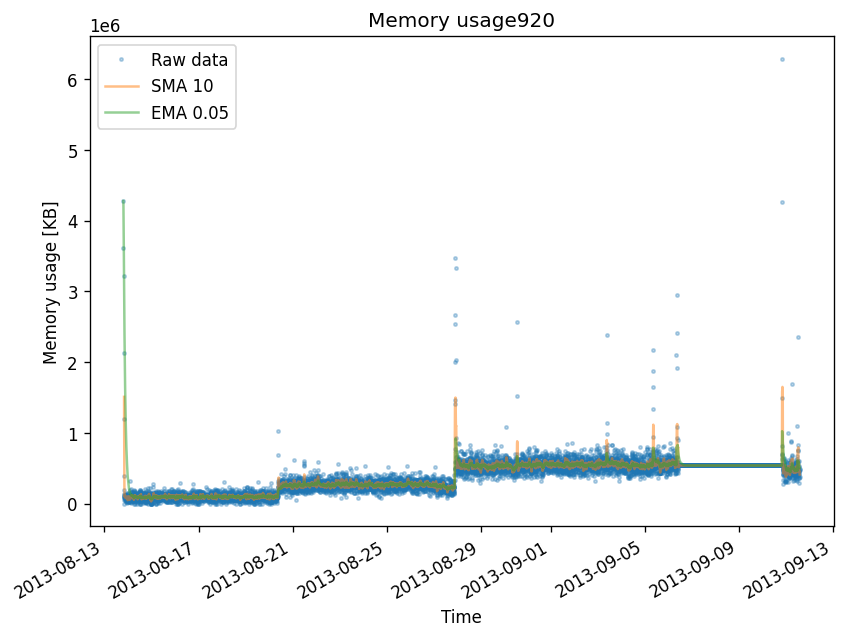 Memory usage920
1e6
Raw data
SMA 10
EMA 0.05
6
5
4
3
2
1
0
Memory usage [KB]
2013-08-13
2013-08-17
2013-08-21
2013-08-25
2013-08-29
2013-09-01
2013-09-05
2013-09-09
2013-09-13
Time